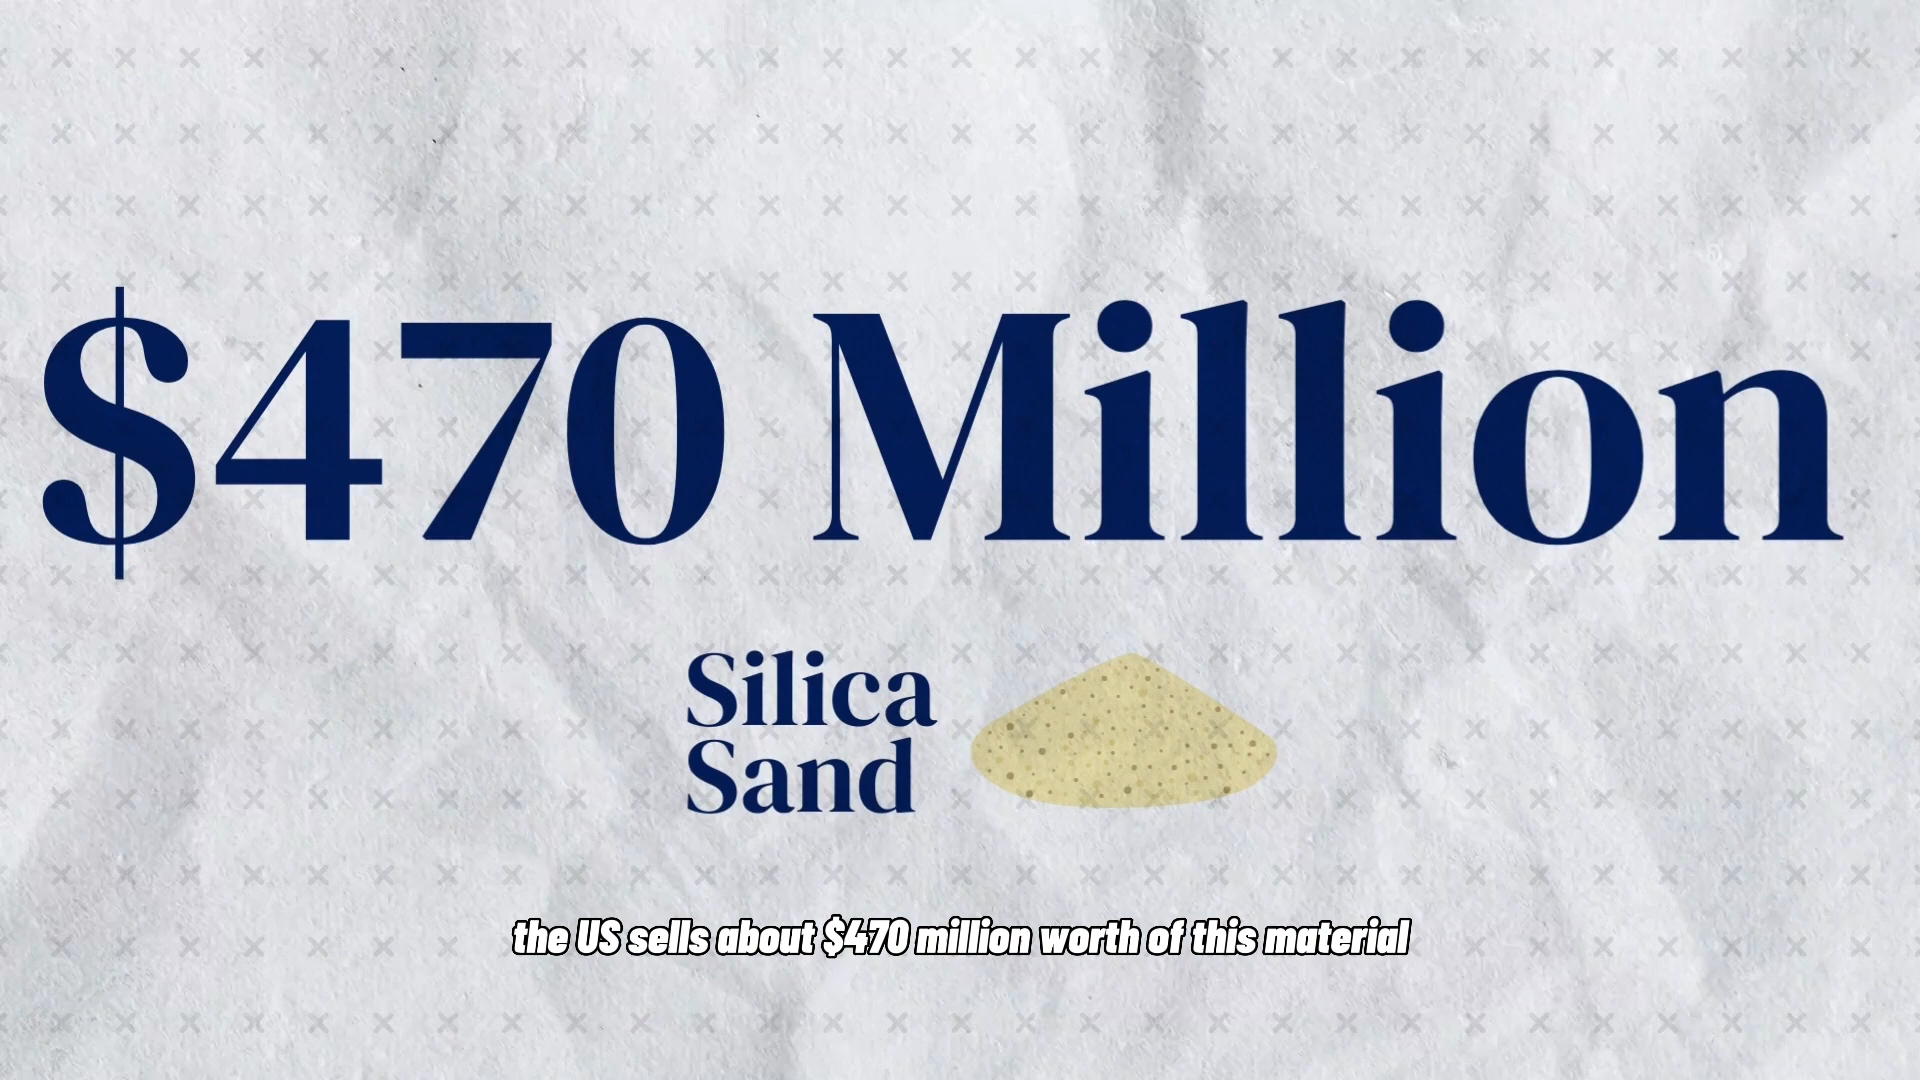 $470 Million
Silica
Sand
the US sells about $470 million worth of this material